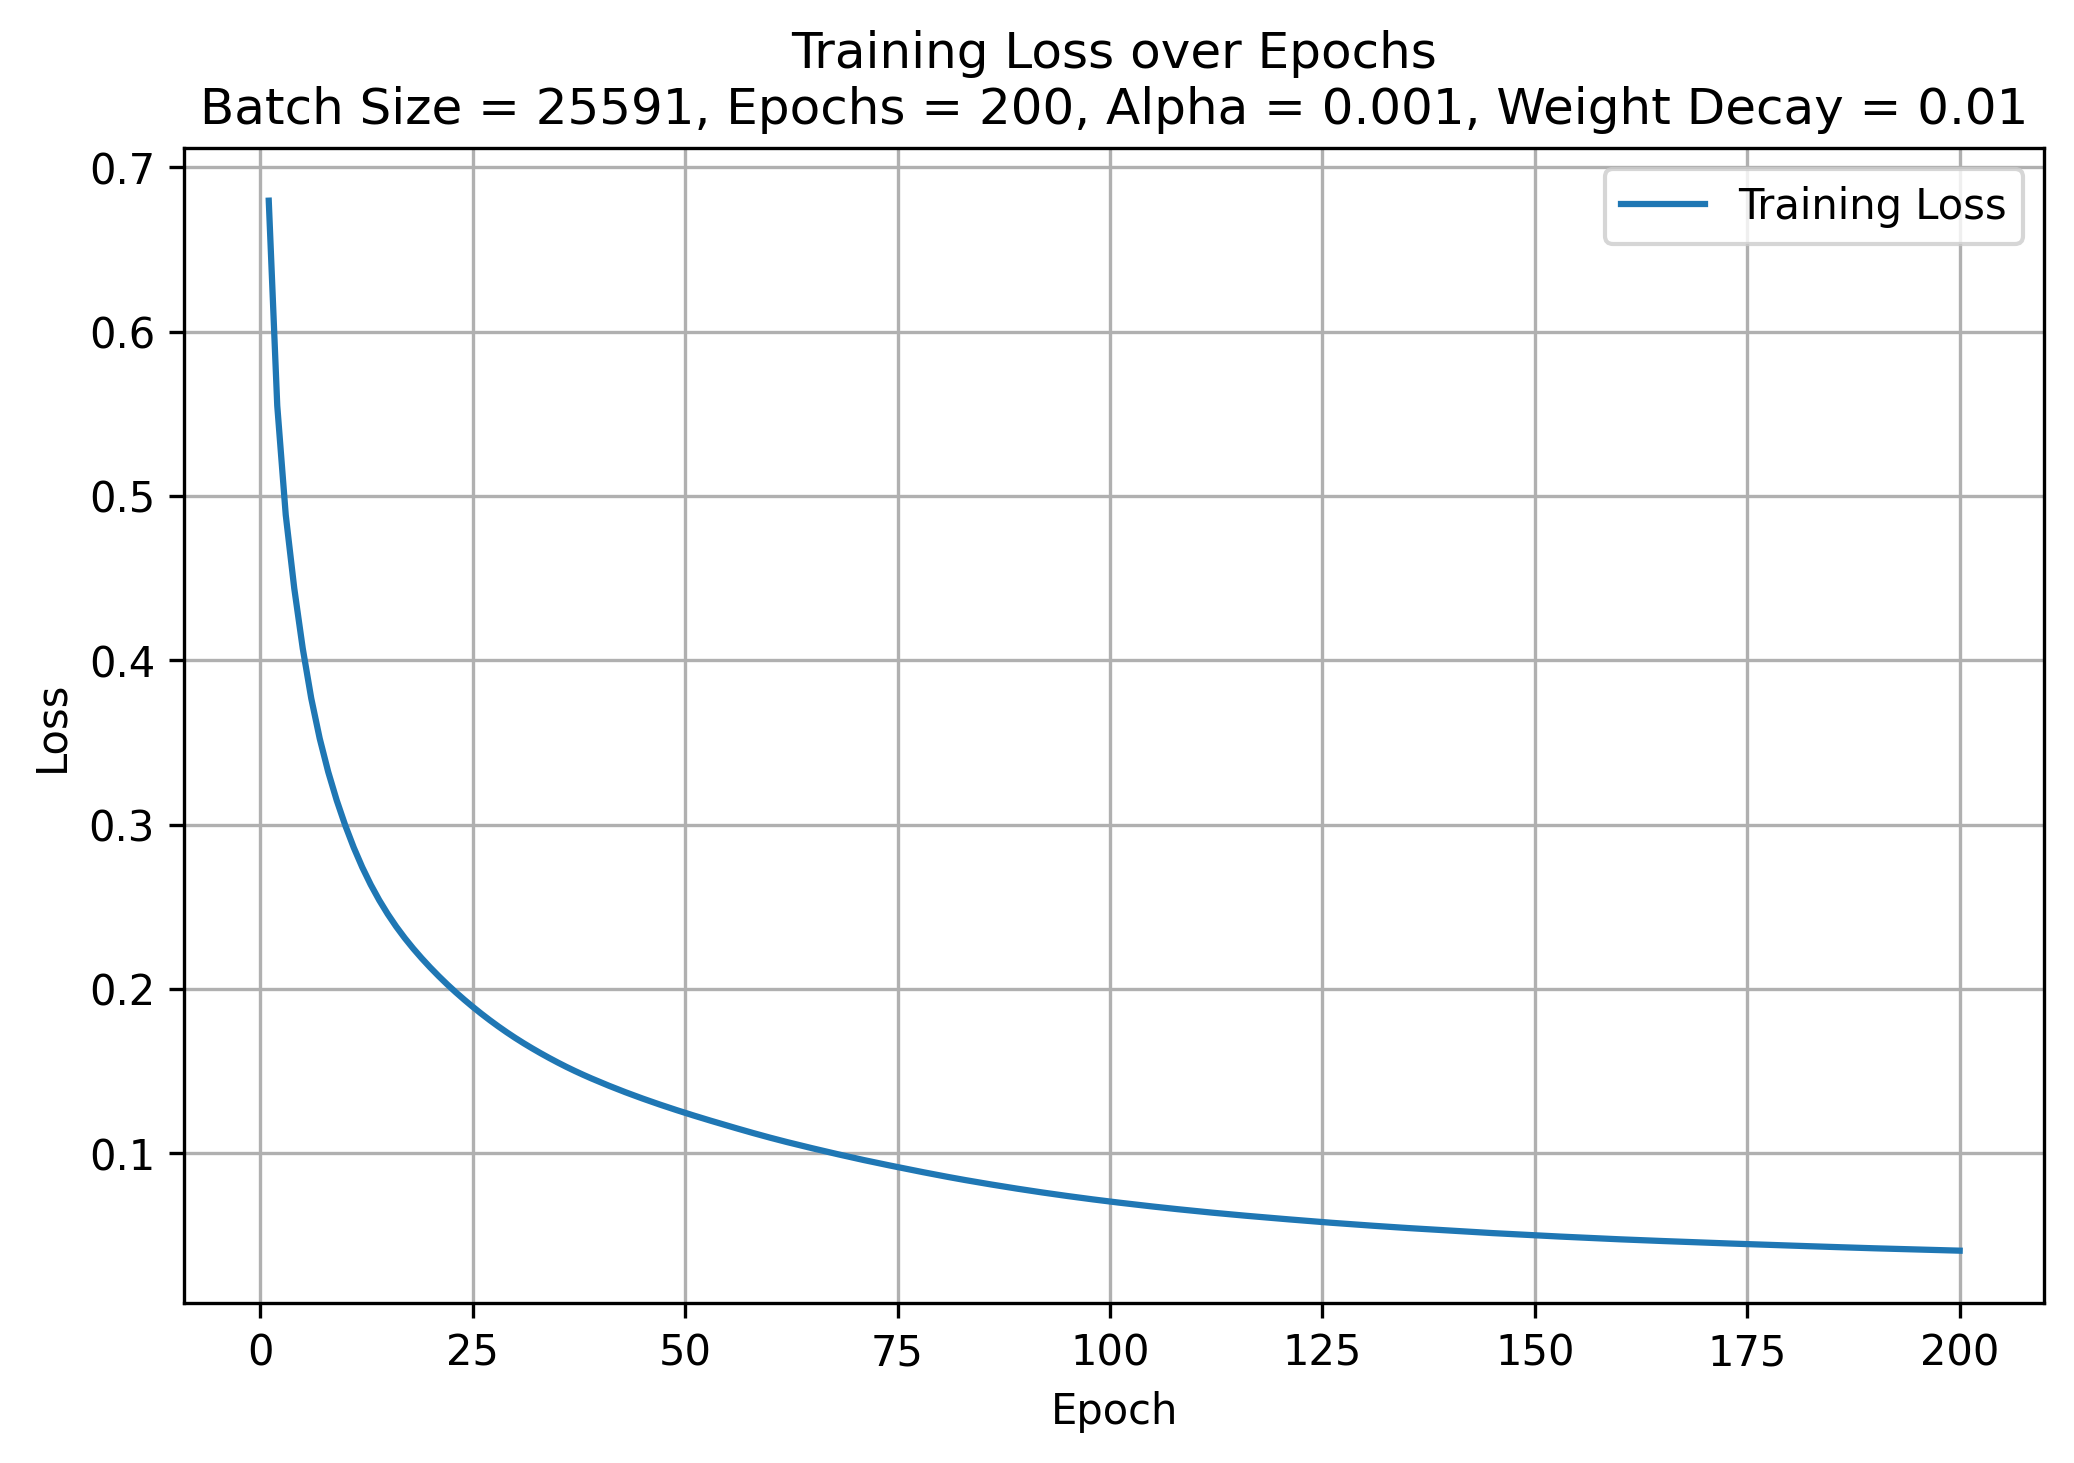 Training Loss over Epochs
Batch Size = 25591, Epochs = 200, Alpha = 0.001, Weight Decay = 0.01
Training Loss
0.7
0.6
0.5
0.4
0.3
0.2
0.1
Loss
0 25 50 75 100 125 150 175 200
Epoch